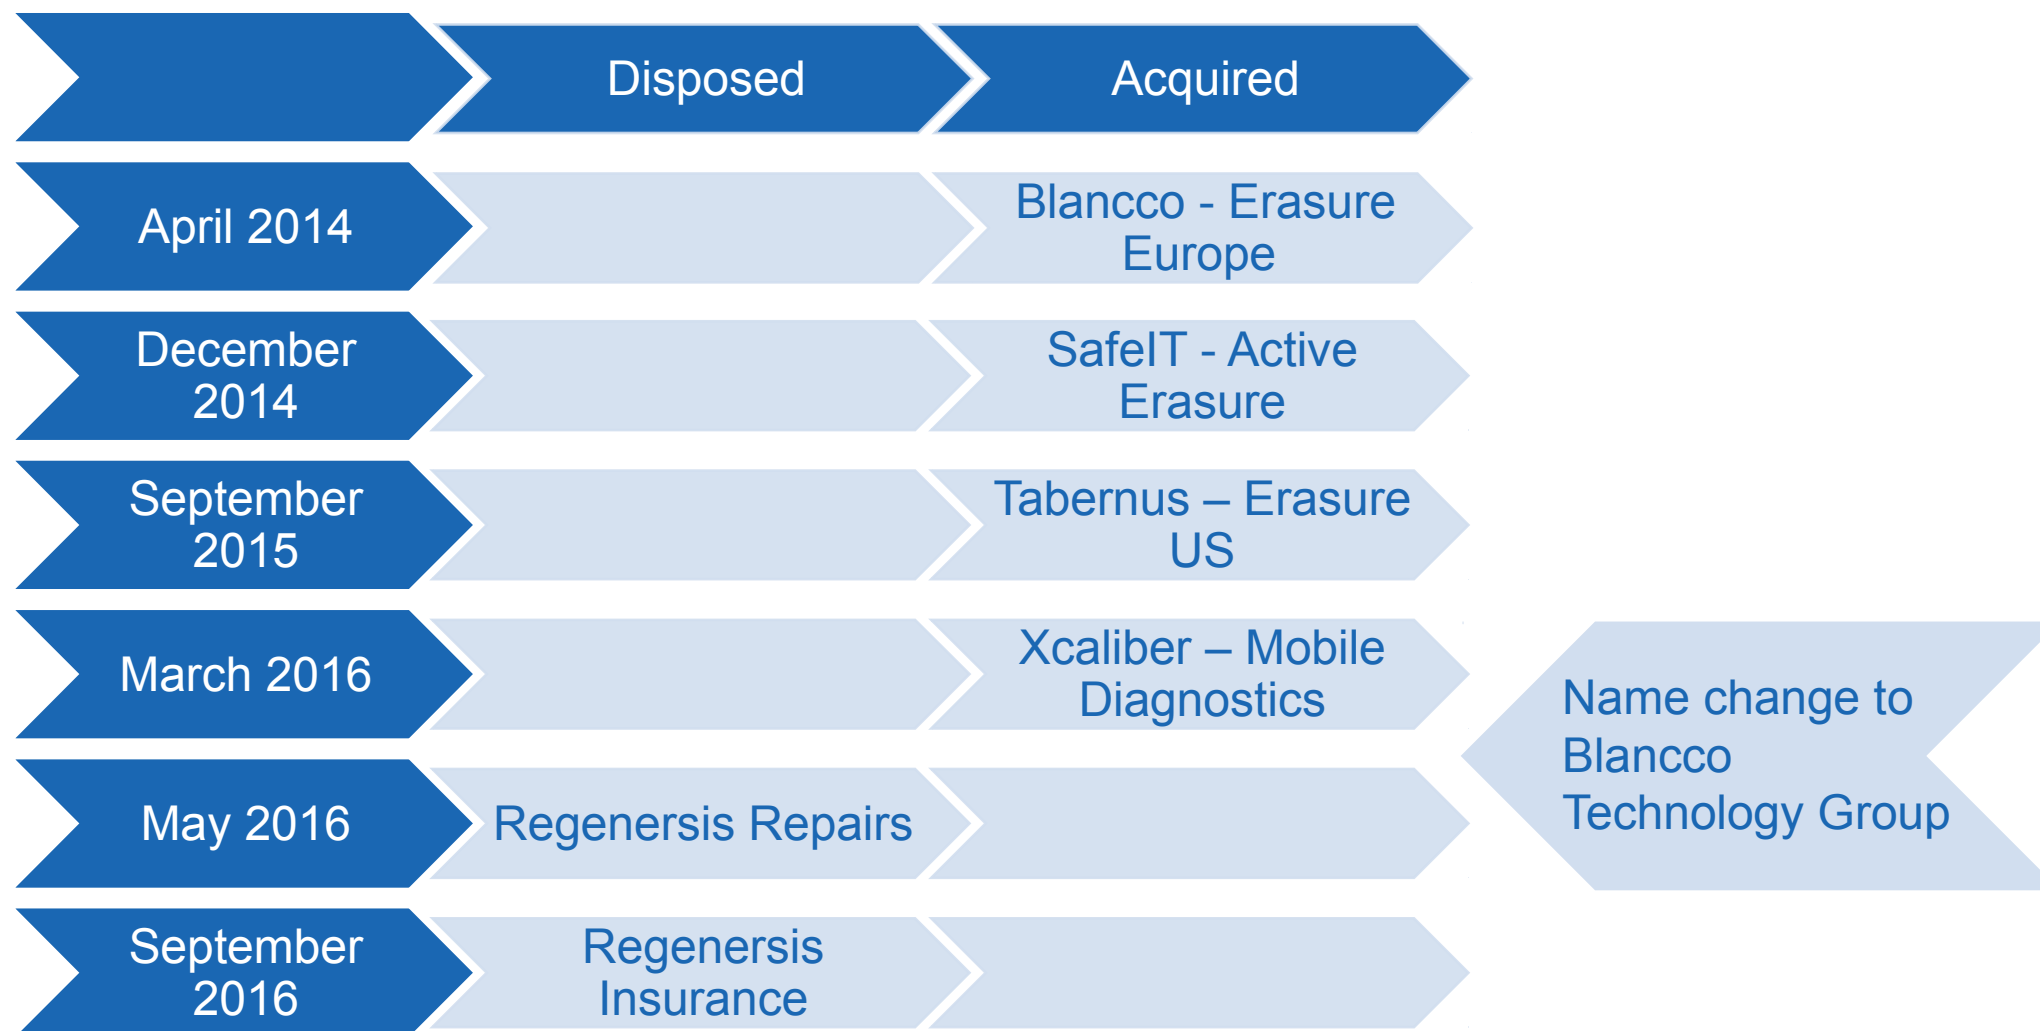 Disposed
Acquired
April 2014
Blancco - Erasure
Europe
December
2014
SafeIT - Active
Erasure
September
2015
Tabernus – Erasure
US
March 2016
Xcaliber – Mobile
Diagnostics
Name change to
Blancco
Technology Group
May 2016
Regenersis Repairs
September
2016
Regenersis
Insurance